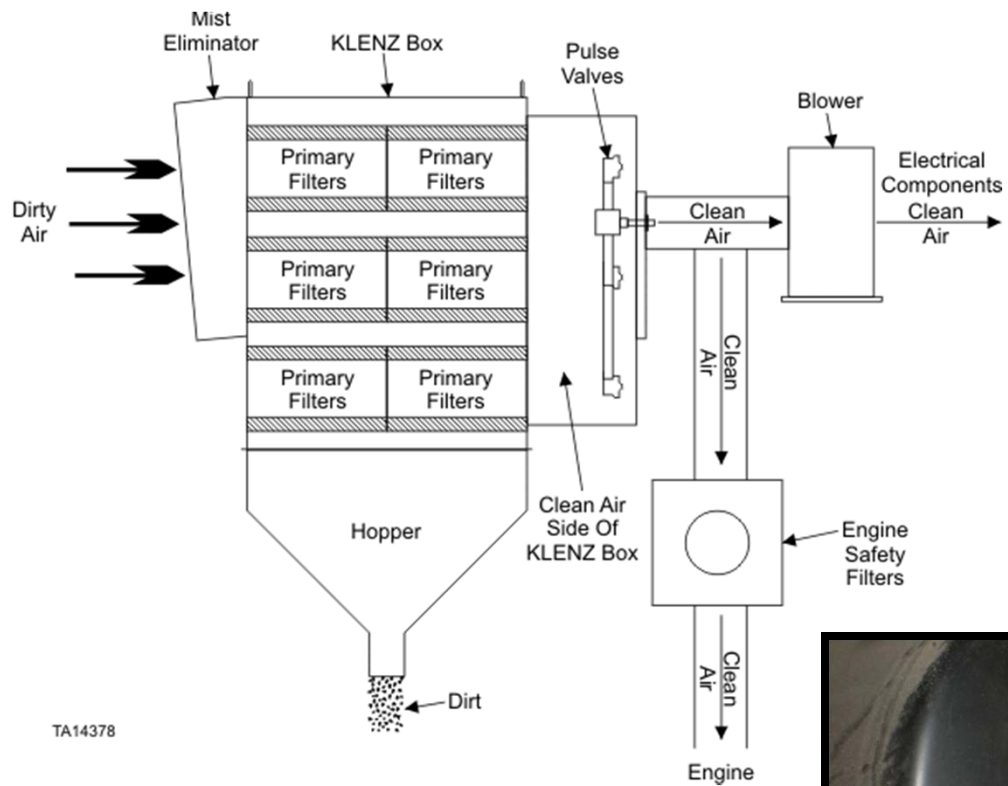 Mist
Eliminator
KLENZ Box
Pulse
Valves
Blower
Electrical
Components
Clean
Air
Dirty
Air
Primary
Filters
Primary
Filters
Clean
Air
Primary
Filters
Primary
Filters
Clean
Air
Primary
Filters
Primary
Filters
Clean Air
Side Of
KLENZ Box
Hopper
Engine
Safety
Filters
Clean
Air
Dirt
TA14378
Engine